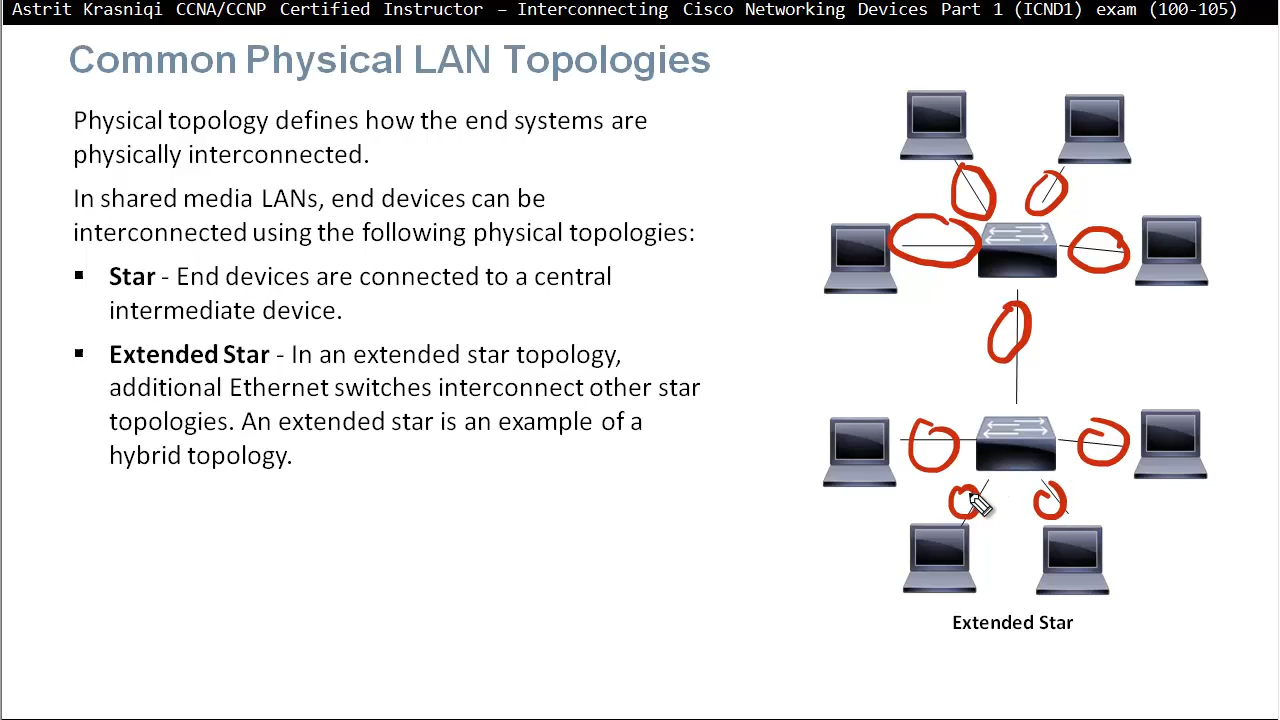 Astrit Krasniqi CCNA/CCNP Certified Instructor – Interconnecting Cisco Networking Devices Part 1 (ICND1) exam (100-105)
Common Physical LAN Topologies
Physical topology defines how the end systems are
physically interconnected.
In shared media LANs, end devices can be
interconnected using the following physical topologies:
▪ Star - End devices are connected to a central
intermediate device.
▪ Extended Star - In an extended star topology,
additional Ethernet switches interconnect other star
topologies. An extended star is an example of a
hybrid topology.
Extended Star